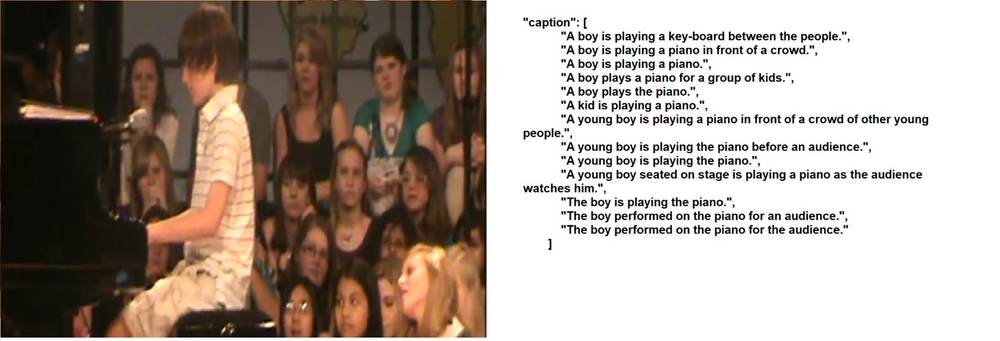 North America
"caption": [
"A boy is playing a key-board between the people.",
"A boy is playing a piano in front of a crowd.",
"A boy is playing a piano.",
"A boy plays a piano for a group of kids.",
"A boy plays the piano.",
"A kid is playing a piano.",
"A young boy is playing a piano in front of a crowd of other young
people.",
"A young boy is playing the piano before an audience.",
"A young boy is playing the piano.",
"A young boy seated on stage is playing a piano as the audience
watches him.",
"The boy is playing the piano.",
"The boy performed on the piano for an audience.",
"The boy performed on the piano for the audience."
]